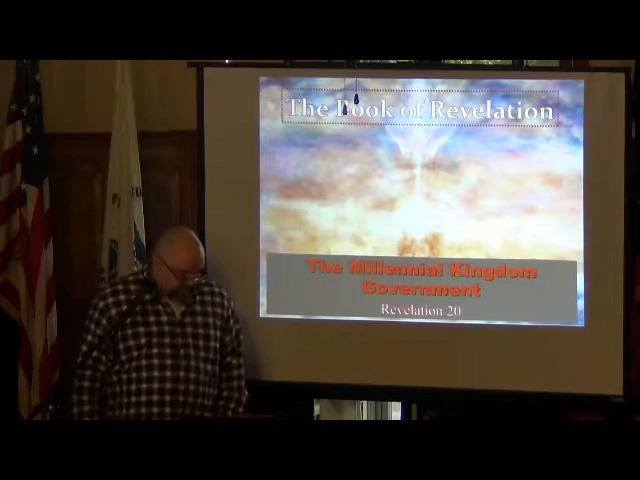 The Book of Revelation
The Millennial Kingdom
Government
Revelation 20